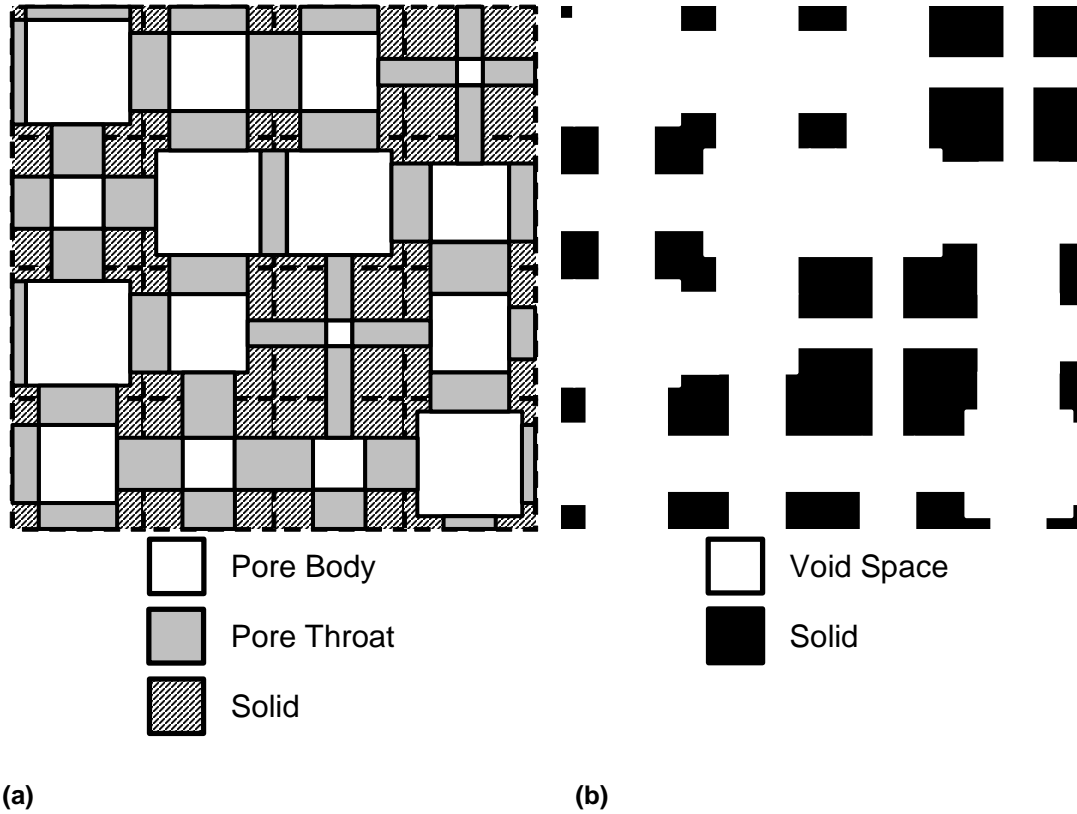 Pore Body
Pore Throat
Solid
Void Space
Solid
(a)
(b)